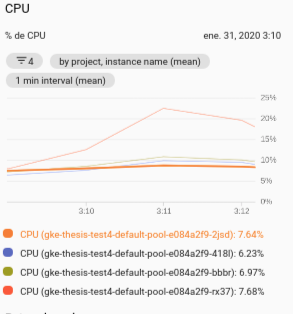 CPU
% de CPU
ene. 31, 2020 3:10
4
by project, instance name (mean)
1 min interval (mean)
25%
20%
15%
10%
5%
0%
3:10
3:11
3:12
CPU (gke-thesis-test4-default-pool-e084a2f9-2jsd): 7.64%
CPU (gke-thesis-test4-default-pool-e084a2f9-418l): 6.23%
CPU (gke-thesis-test4-default-pool-e084a2f9-bbbr): 6.97%
CPU (gke-thesis-test4-default-pool-e084a2f9-rx37): 7.68%